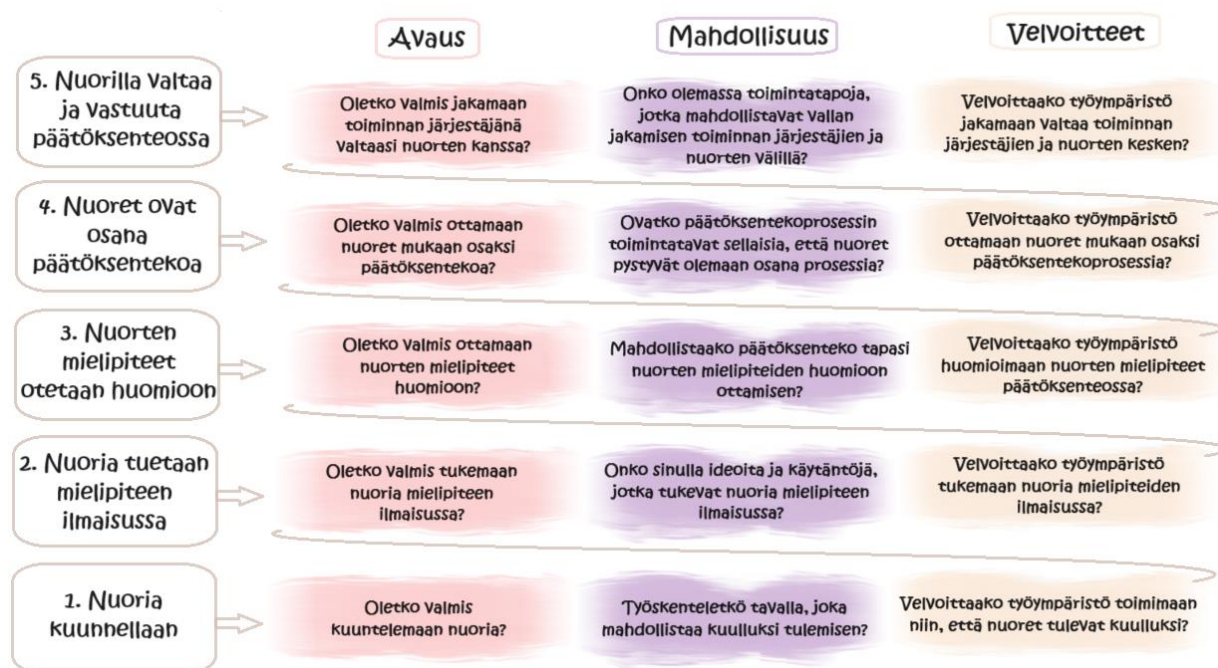 Avaus
Mahdollisuus
Velvoitteet
5. Nuorilla valtaa
ja vastuuta
päätöksenteossa
Oletko valmis jakamaan
toiminnan järjestäjänä
valtaasi nuorten kanssa?
Onko olemassa toimintatapoja,
jotka mahdollistavat vallan
jakamisen toiminnan järjestäjien ja
nuorten välillä?
Velvoittaako työympäristö
jakamaan valtaa toiminnan
järjestäjien ja nuorten kesken?
4. Nuoret ovat
osana
päätöksentekoa
Oletko valmis ottamaan
nuoret mukaan osaksi
päätöksentekoa?
Ovatko päätöksentekoprosessin
toimintatavat sellaisia, että nuoret
pystyvät olemaan osana prosessia?
Velvoittaako työympäristö
ottamaan nuoret mukaan osaksi
päätöksentekoprosessia?
3. Nuorten
mielipiteet
otetaan huomioon
Oletko valmis ottamaan
nuorten mielipiteet
huomioon?
Mahdollistaako päätöksenteko tapasi
nuorten mielipiteiden huomioon
ottamisen?
Velvoittaako työympäristö
huomioimaan nuorten mielipiteet
päätöksenteossa?
2. Nuoria tuetaan
mielipiteen
ilmaisussa
Oletko valmis tukemaan
nuoria mielipiteen
ilmaisussa?
Onko sinulla ideoita ja käytäntöjä,
jotka tukevat nuoria mielipiteen
ilmaisussa?
Velvoittaako työympäristö
tukemaan nuoria mielipiteiden
ilmaisussa?
1. Nuoria
kuunnellaan
Oletko valmis
kuuntelemaan nuoria?
Työskenteletkö tavalla, joka
mahdollistaa kuulluksi tulemisen?
Velvoittaako työympäristö toimimaan
niin, että nuoret tulevat kuulluksi?